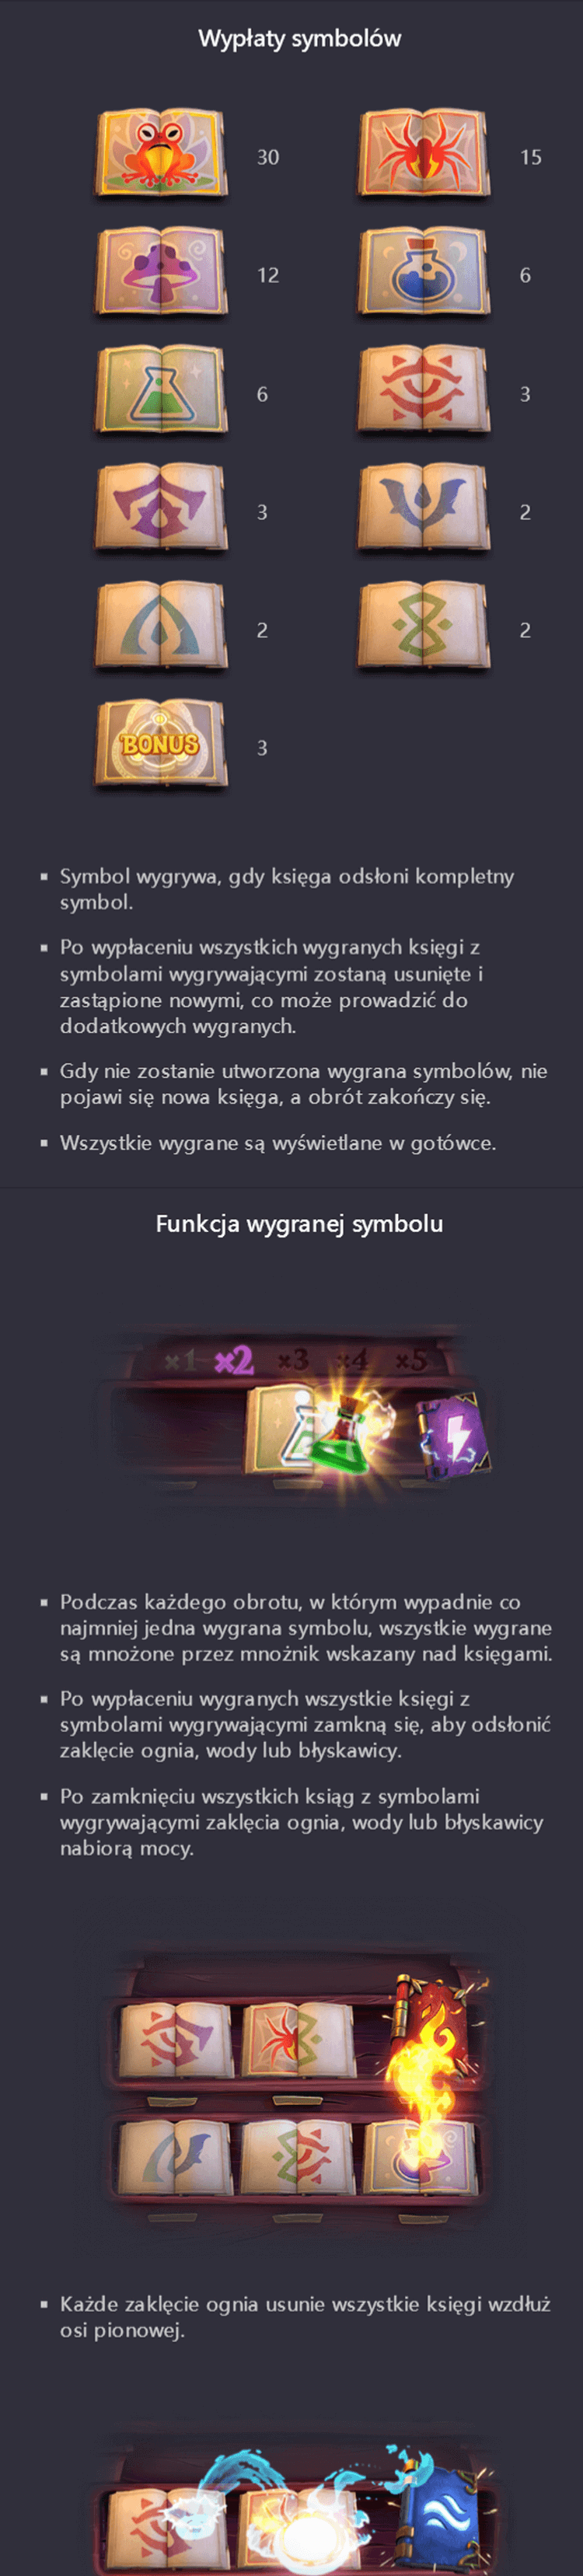 Wypłaty symbolów
30
15
12
6
6
3
3
2
2
2
BONUS
3
▪ Symbol wygrywa, gdy księga odsłoni kompletny
symbol.
▪ Po wypłaceniu wszystkich wygranych księgi z
symbolami wygrywającymi zostaną usunięte i
zastąpione nowymi, co może prowadzić do
dodatkowych wygranych.
▪ Gdy nie zostanie utworzona wygrana symbolów, nie
pojawi się nowa księga, a obrót zakończy się.
▪ Wszystkie wygrane są wyświetlane w gotówce.
Funkcja wygranej symbolu
x1 x2 x3 x4 x5
▪ Podczas każdego obrotu, w którym wypadnie co
najmniej jedna wygrana symbolu, wszystkie wygrane
są mnożone przez mnożnik wskazany nad księgami.
▪ Po wypłaceniu wygranych wszystkie księgi z
symbolami wygrywającymi zamkną się, aby odsłonić
zaklęcie ognia, wody lub błyskawicy.
▪ Po zamknięciu wszystkich ksiąg z symbolami
wygrywającymi zaklęcia ognia, wody lub błyskawicy
nabiorą mocy.
▪ Każde zaklęcie ognia usunie wszystkie księgi wzdłuż
osi pionowej.